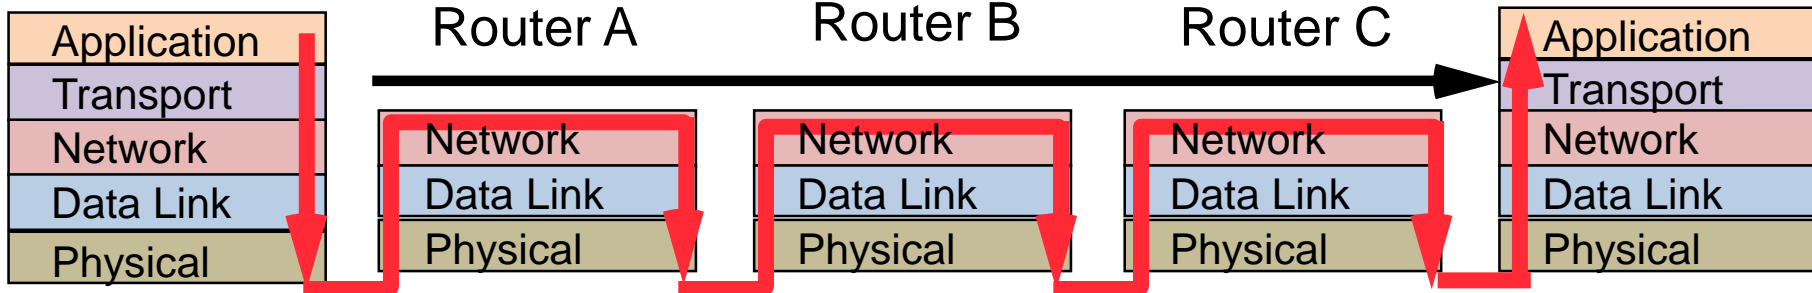 Application
Transport
Network
Data Link
Physical
Router A
Network
Data Link
Physical
Router B
Network
Data Link
Physical
Router C
Network
Data Link
Physical
Application
Transport
Network
Data Link
Physical